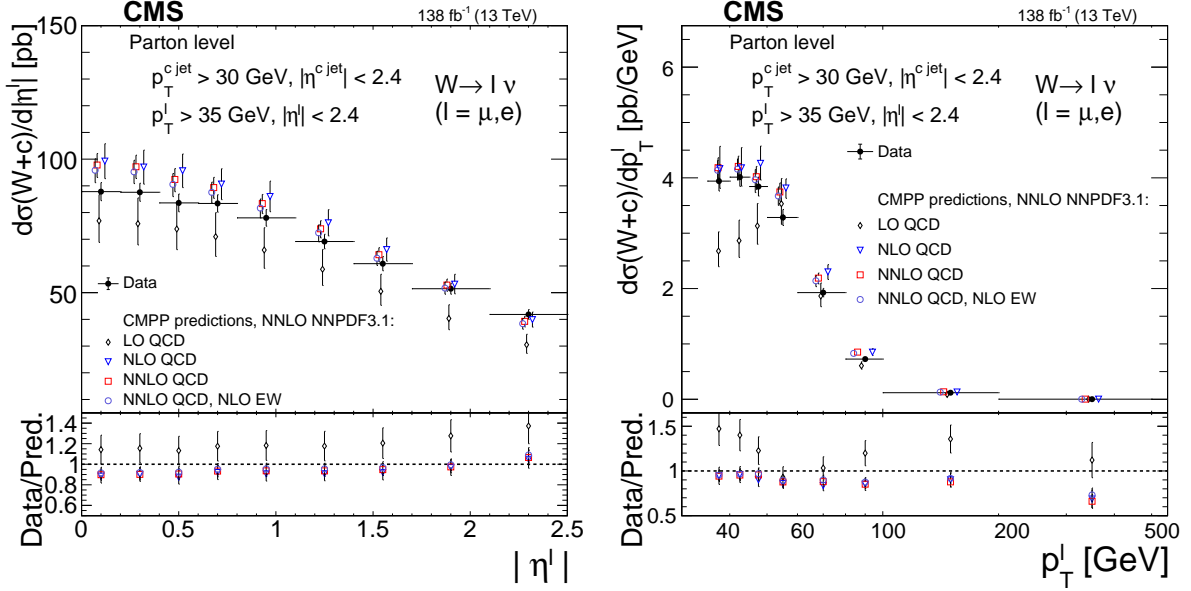 CMS
138 fb⁻¹ (13 TeV)
dσ(W+c)/d|ηˡ| [pb]
150
100
50
Parton level
p_T^{c jet} > 30 GeV, |η^{c jet}| < 2.4
p_T^l > 35 GeV, |η^l| < 2.4
W→ l ν
(l = μ,e)
Data
CMPP predictions, NNLO NNPDF3.1:
LO QCD
NLO QCD
NNLO QCD
NNLO QCD, NLO EW
Data/Pred.
1.4
1.2
1
0.8
0.6
0 0.5 1 1.5 2 2.5
| η^l |
CMS
138 fb⁻¹ (13 TeV)
dσ(W+c)/dp_T^l [pb/GeV]
6
4
2
0
Parton level
p_T^{c jet} > 30 GeV, |η^{c jet}| < 2.4
p_T^l > 35 GeV, |η^l| < 2.4
W→ l ν
(l = μ,e)
Data
CMPP predictions, NNLO NNPDF3.1:
LO QCD
NLO QCD
NNLO QCD
NNLO QCD, NLO EW
Data/Pred.
1.5
1
0.5
40 60 100 200 500
p_T^l [GeV]